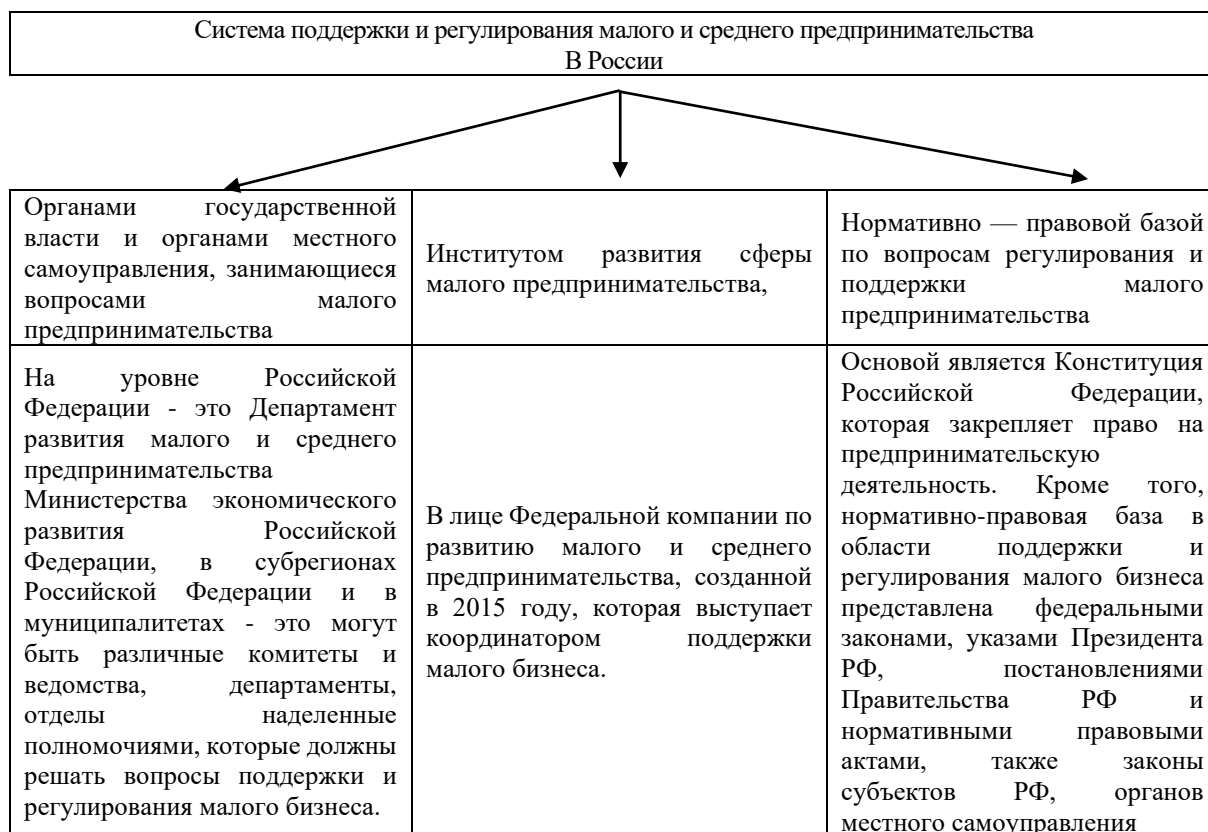 Система поддержки и регулирования малого и среднего предпринимательства
В России
Органами государственной
власти и органами местного
самоуправления, занимающиеся
вопросами малого
предпринимательства
Институтом развития сферы
малого предпринимательства,
Нормативно — правовой базой
по вопросам регулирования и
поддержки малого
предпринимательства
На уровне Российской
Федерации - это Департамент
развития малого и среднего
предпринимательства
Министерства экономического
развития Российской
Федерации, в субрегионах
Российской Федерации и в
муниципалитетах - это могут
быть различные комитеты и
ведомства, департаменты,
отделы наделенные
полномочиями, которые должны
решать вопросы поддержки и
регулирования малого бизнеса.
В лице Федеральной компании по
развитию малого и среднего
предпринимательства, созданной
в 2015 году, которая выступает
координатором поддержки
малого бизнеса.
Основой является Конституция
Российской Федерации,
которая закрепляет право на
предпринимательскую
деятельность. Кроме того,
нормативно-правовая база в
области поддержки и
регулирования малого бизнеса
представлена федеральными
законами, указами Президента
РФ, постановлениями
Правительства РФ и
нормативными правовыми
актами, также законы
субъектов РФ, органов
местного самоуправления